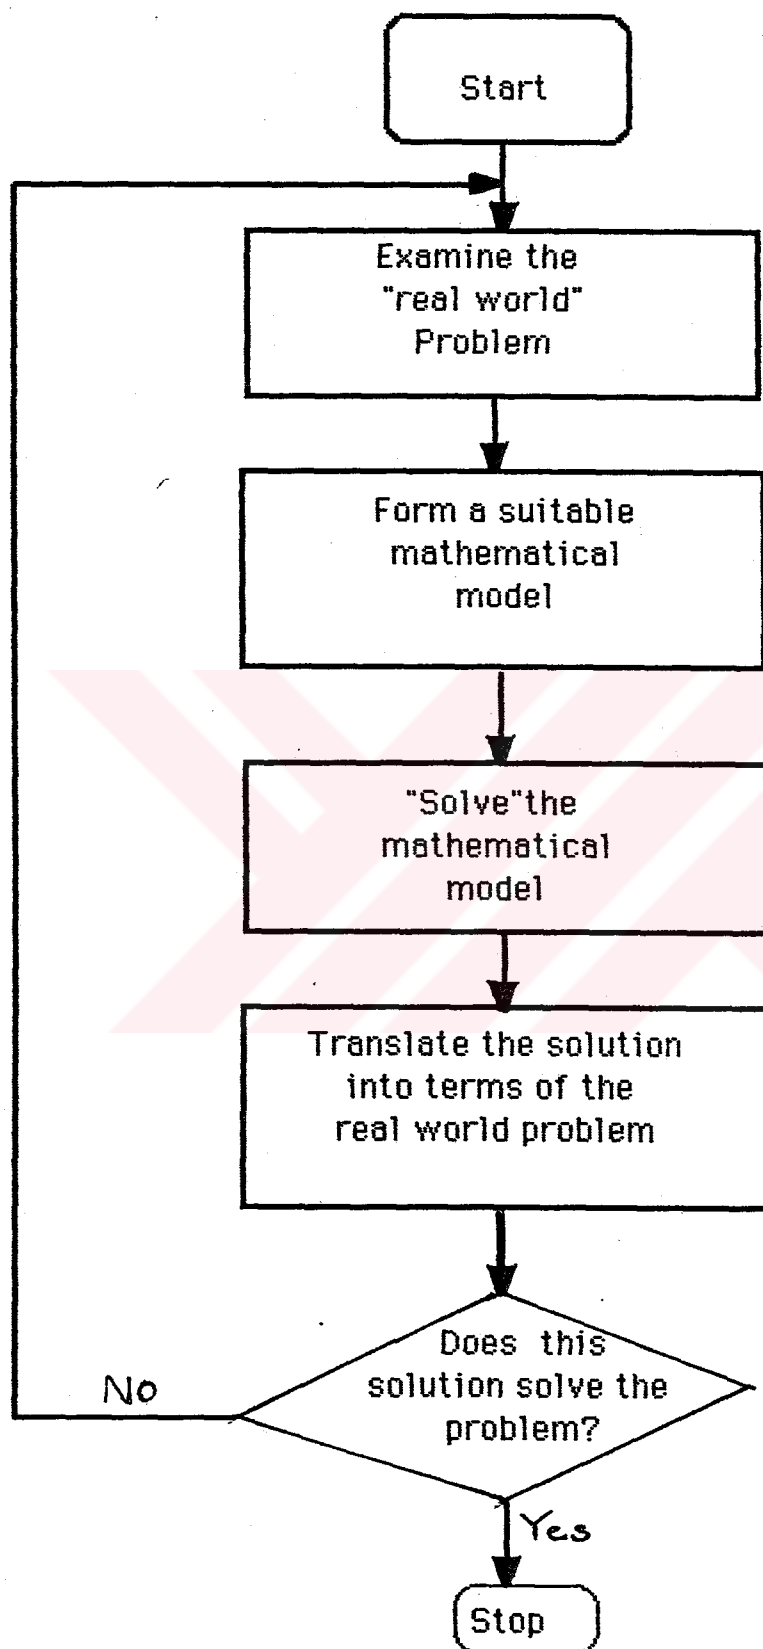 Start
Examine the
"real world"
Problem
Form a suitable
mathematical
model
"Solve"the
mathematical
model
Translate the solution
into terms of the
real world problem
Does this
solution solve the
problem?
No
Yes
Stop